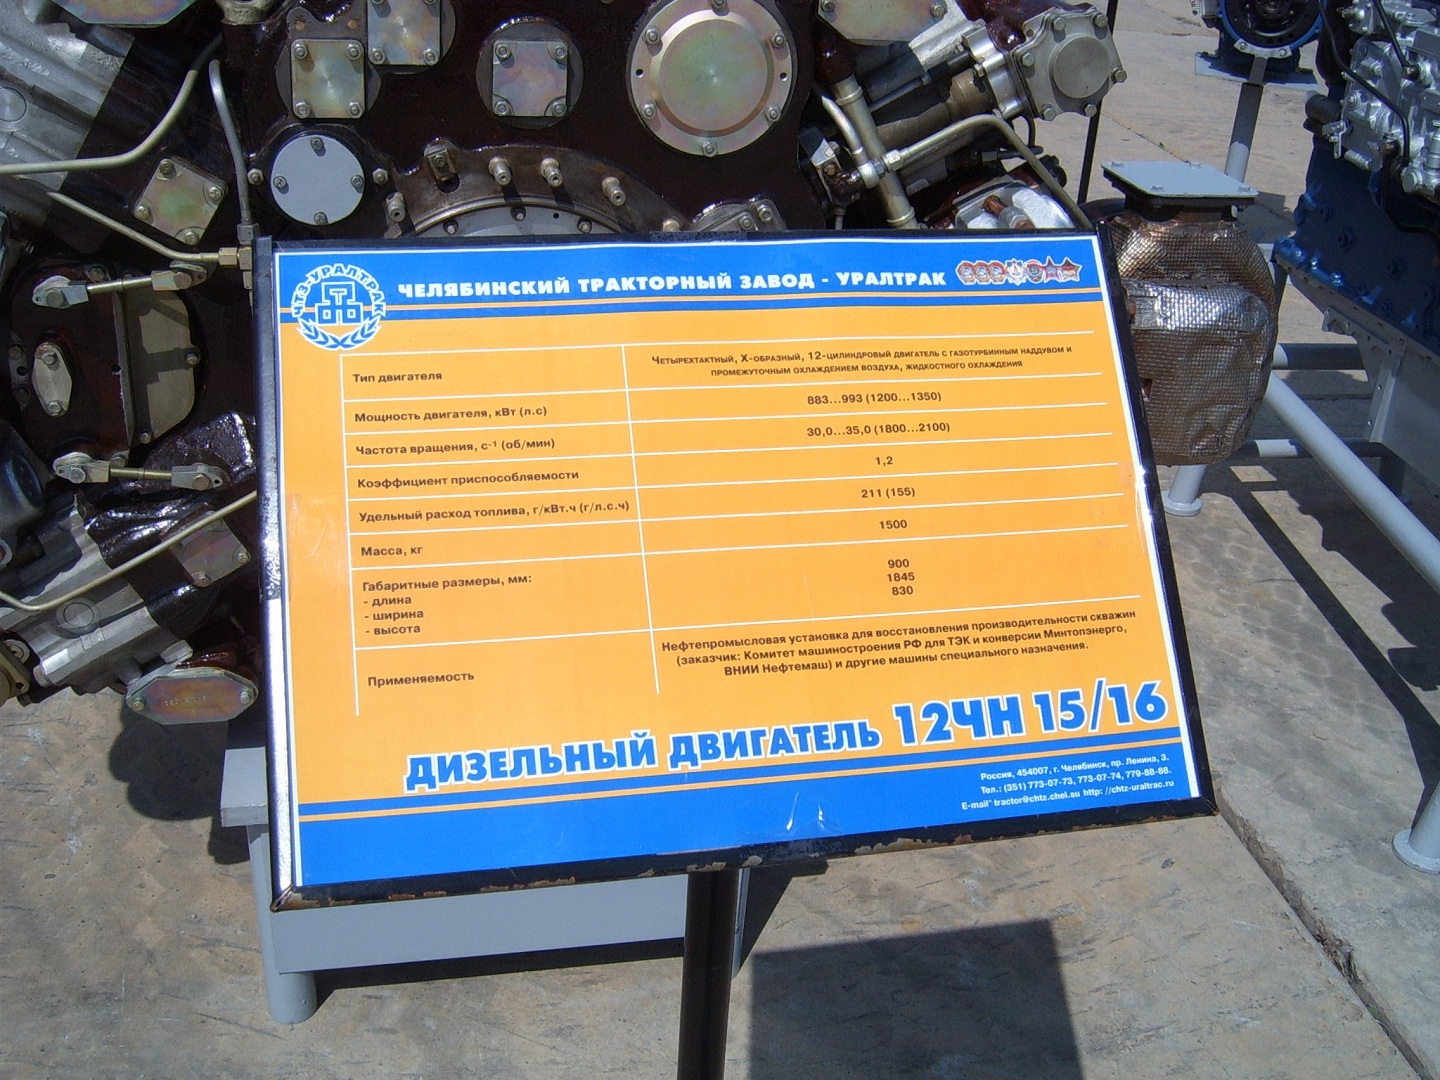 ЧТЗ-УРАЛТРАК
ЧЕЛЯБИНСКИЙ ТРАКТОРНЫЙ ЗАВОД - УРАЛТРАК
Тип двигателя
Четырехтактный, Х-образный, 12-цилиндровый двигатель с газотурбинным наддувом и
промежуточным охлаждением воздуха, жидкостного охлаждения
Мощность двигателя, кВт (л.с)
883...993 (1200...1350)
Частота вращения, с⁻¹ (об/мин)
30,0...35,0 (1800...2100)
Коэффициент приспособляемости
1,2
Удельный расход топлива, г/кВт.ч (г/л.с.ч)
211 (155)
Масса, кг
1500
Габаритные размеры, мм:
- длина
- ширина
- высота
900
1845
830
Применяемость
Нефтепромысловая установка для восстановления производительности скважин
(заказчик: Комитет машиностроения РФ для ТЭК и конверсии Минтопэнерго,
ВНИИ Нефтемаш) и другие машины специального назначения.
ДИЗЕЛЬНЫЙ ДВИГАТЕЛЬ 12ЧН 15/16
Россия, 454007, г. Челябинск, пр. Ленина, 3.
Тел.: (351) 773-07-73, 773-07-74, 779-88-88.
E-mail: tractor@chtz.chel.su http: //chtz-uraltrac.ru